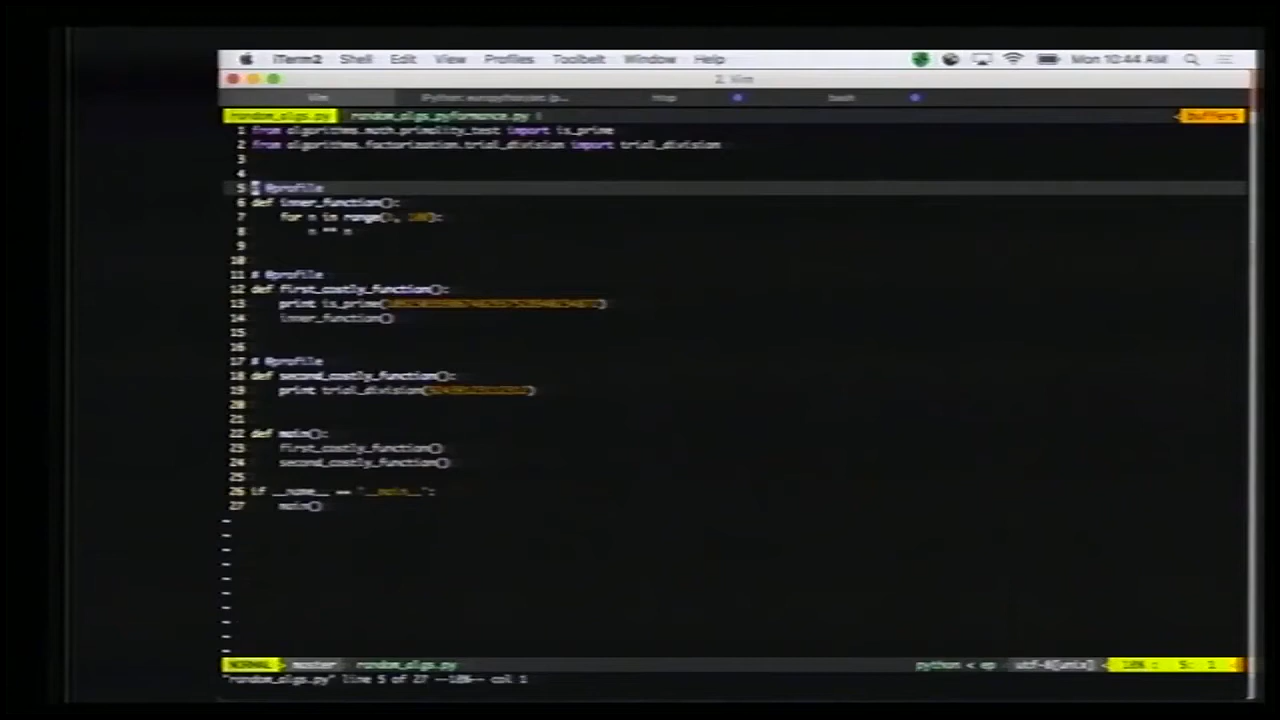 iTerm2 Shell Edit View Profiles Toolbelt Window Help Mon 10:44 AM
2. Vim
Vim Python htop bash
random_algs.py random_algs.pyformance.py buffers
1 from algorithms.math.primality_test import is_prime
2 from algorithms.factorization.trial_division import trial_division
3
4
5 # @profile
6 def inner_function():
7 for n in range( 100):
8 n ** n
9
10
11 # @profile
12 def first_costly_function():
13 print is_prime( )
14 inner_function()
15
16
17 # @profile
18 def second_costly_function():
19 print trial_division( )
20
21
22 def main():
23 first_costly_function()
24 second_costly_function()
25
26 if __name__ == '__main__':
27 main()
~
~
~
~
~
~
~
~
~
~
NORMAL master random_algs.py python < ep utf-8[unix] 18% : 5: 1
"random_algs.py" line 5 of 27 --18%-- col 1